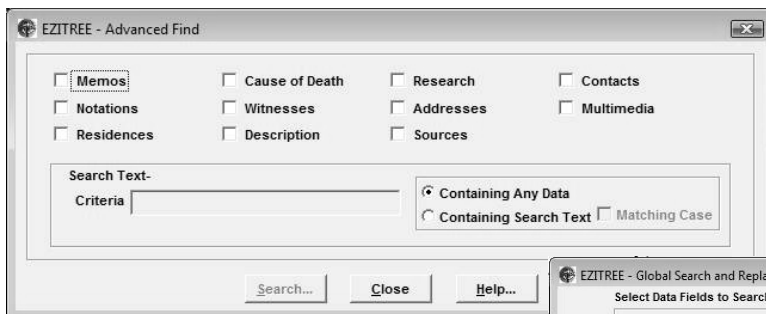 EZITREE - Advanced Find
Memos Cause of Death Research Contacts
Notations Witnesses Addresses Multimedia
Residences Description Sources
Search Text-
Criteria
Containing Any Data
Containing Search Text Matching Case
Search... Close Help...
EZITREE - Global Search and Repla
Select Data Fields to Search